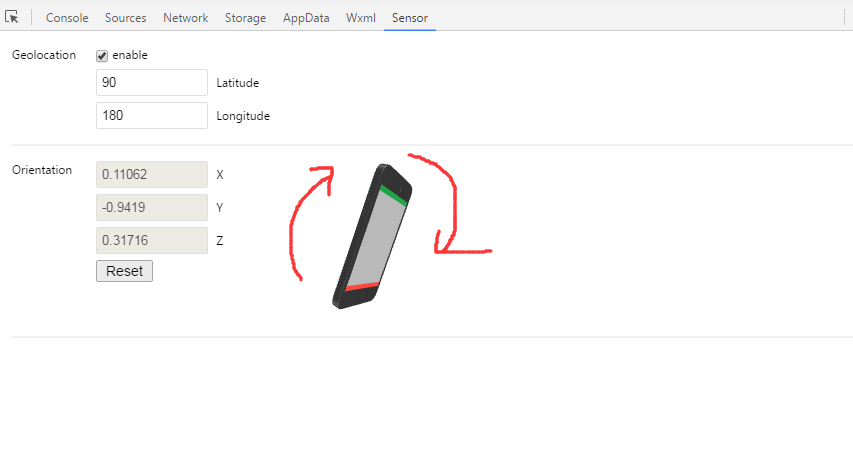 Console Sources Network Storage AppData Wxml Sensor
Geolocation enable
90 Latitude
180 Longitude
Orientation 0.11062 X
-0.9419 Y
0.31716 Z
Reset